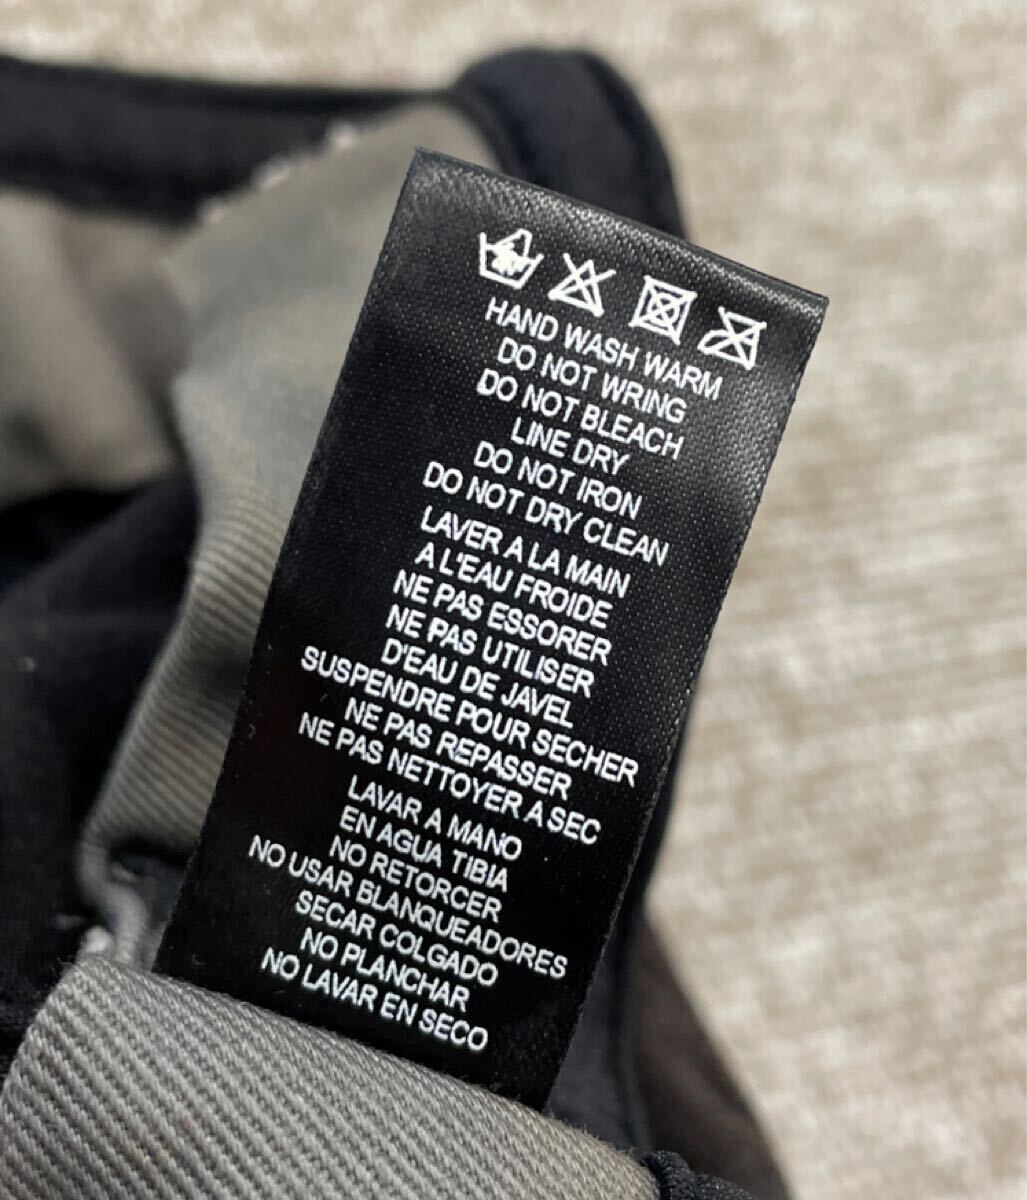 HAND WASH WARM
DO NOT WRING
DO NOT BLEACH
LINE DRY
DO NOT IRON
DO NOT DRY CLEAN
LAVER A LA MAIN
A L'EAU FROIDE
NE PAS ESSORER
NE PAS UTILISER
D'EAU DE JAVEL
SUSPENDRE POUR SECHER
NE PAS REPASSER
NE PAS NETTOYER A SEC
LAVAR A MANO
EN AGUA TIBIA
NO RETORCER
NO USAR BLANQUEADORES
SECAR COLGADO
NO PLANCHAR
NO LAVAR EN SECO